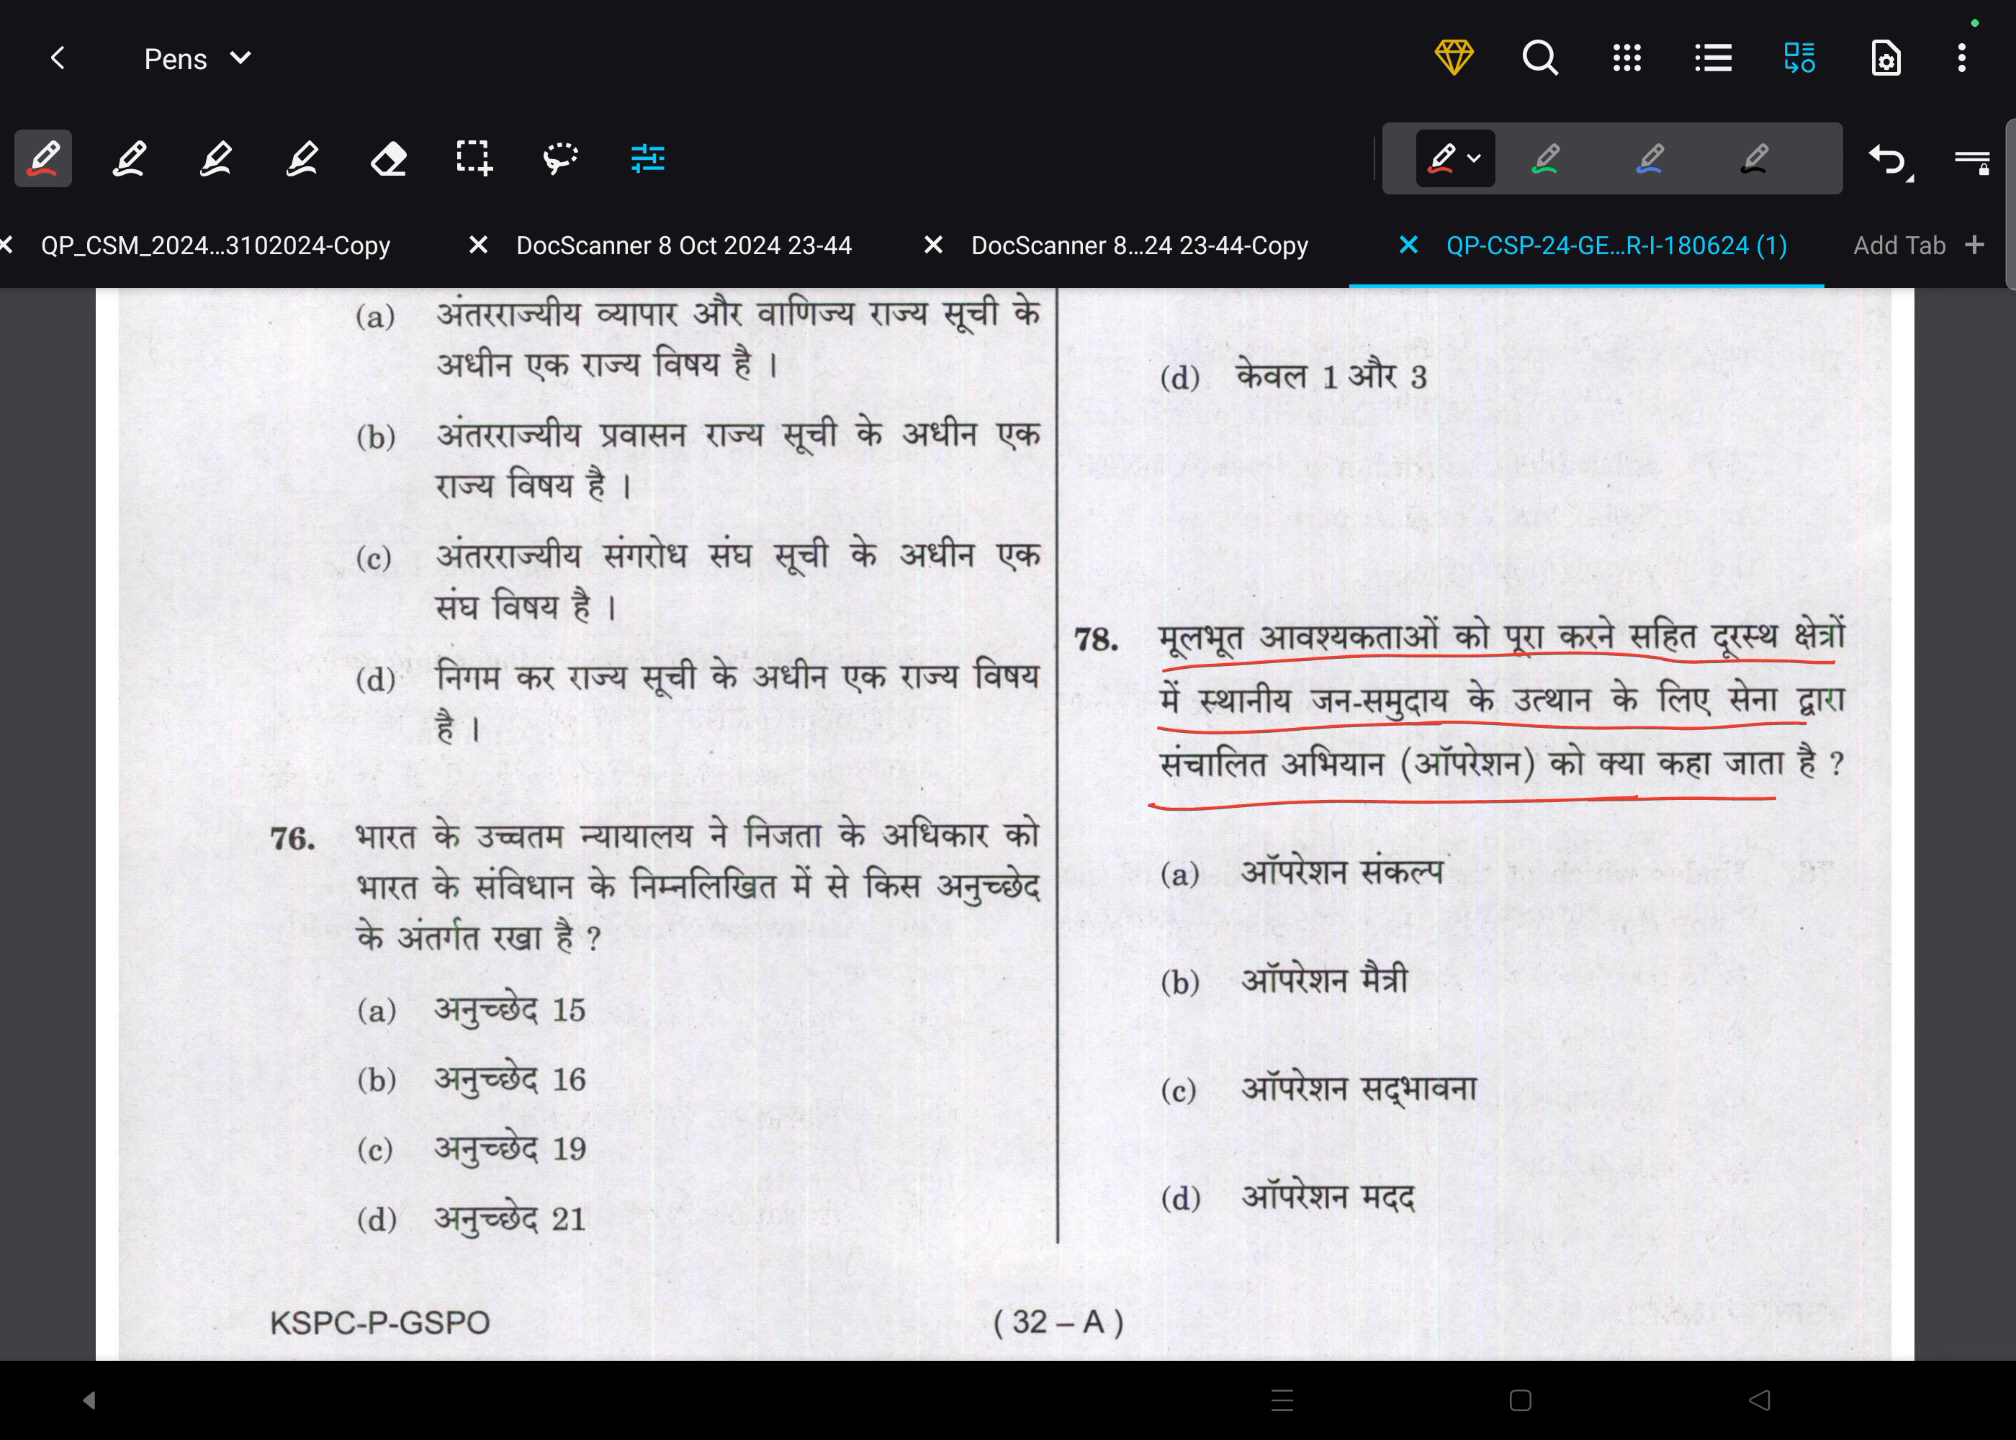 Pens
QP_CSM_2024...3102024-Copy
DocScanner 8 Oct 2024 23-44
DocScanner 8...24 23-44-Copy
QP-CSP-24-GE...R-I-180624 (1)
Add Tab +
(a) अंतरराज्यीय व्यापार और वाणिज्य राज्य सूची के
अधीन एक राज्य विषय है ।
(b) अंतरराज्यीय प्रवासन राज्य सूची के अधीन एक
राज्य विषय है ।
(c) अंतरराज्यीय संगरोध संघ सूची के अधीन एक
संघ विषय है ।
(d) निगम कर राज्य सूची के अधीन एक राज्य विषय
है ।
76. भारत के उच्चतम न्यायालय ने निजता के अधिकार को
भारत के संविधान के निम्नलिखित में से किस अनुच्छेद
के अंतर्गत रखा है ?
(a) अनुच्छेद 15
(b) अनुच्छेद 16
(c) अनुच्छेद 19
(d) अनुच्छेद 21
(d) केवल 1 और 3
78. मूलभूत आवश्यकताओं को पूरा करने सहित दूरस्थ क्षेत्रों
में स्थानीय जन-समुदाय के उत्थान के लिए सेना द्वारा
संचालित अभियान (ऑपरेशन) को क्या कहा जाता है ?
(a) ऑपरेशन संकल्प
(b) ऑपरेशन मैत्री
(c) ऑपरेशन सद्‌भावना
(d) ऑपरेशन मदद
KSPC-P-GSPO
( 32 – A )